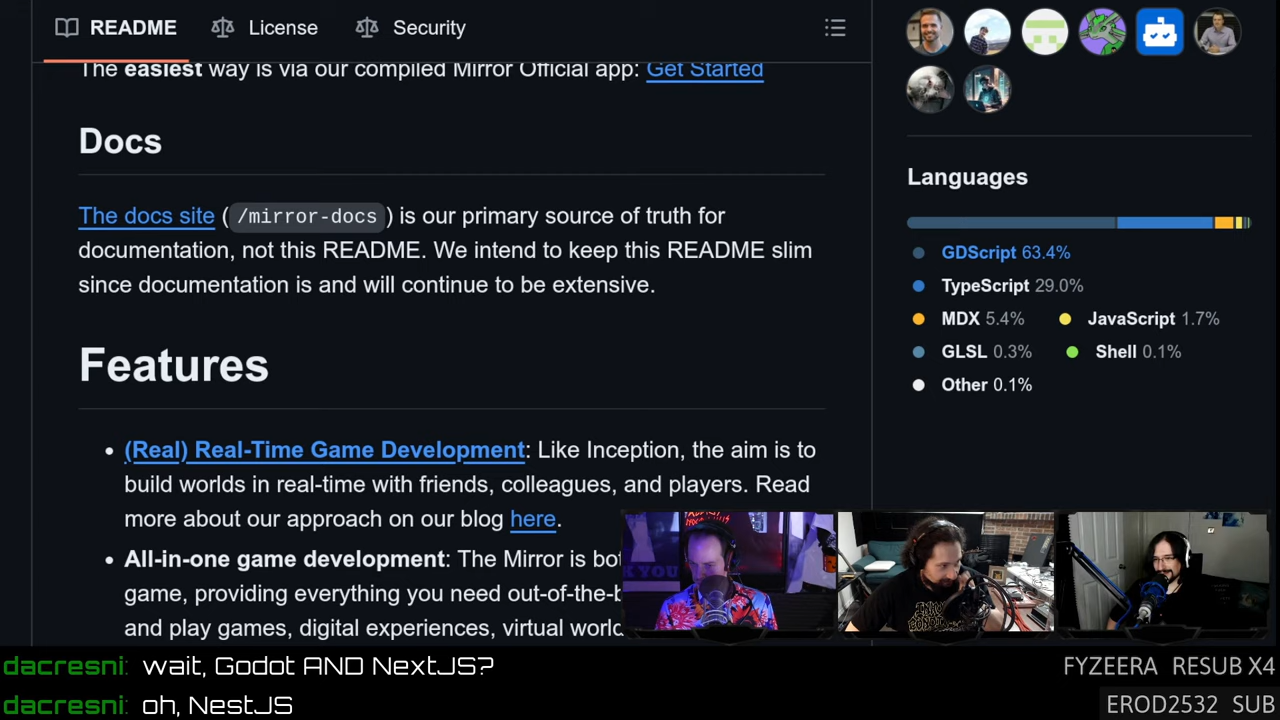 README
License
Security
The easiest way is via our compiled Mirror Official app: Get Started
Docs
The docs site ( /mirror-docs ) is our primary source of truth for
documentation, not this README. We intend to keep this README slim
since documentation is and will continue to be extensive.
Features
(Real) Real-Time Game Development: Like Inception, the aim is to
build worlds in real-time with friends, colleagues, and players. Read
more about our approach on our blog here.
All-in-one game development: The Mirror is bot
game, providing everything you need out-of-the-b
and play games, digital experiences, virtual world
Languages
GDScript 63.4%
TypeScript 29.0%
MDX 5.4%
JavaScript 1.7%
GLSL 0.3%
Shell 0.1%
Other 0.1%
dacresni: wait, Godot AND NextJS?
dacresni: oh, NestJS
FYZEERA RESUB X4
EROD2532 SUB